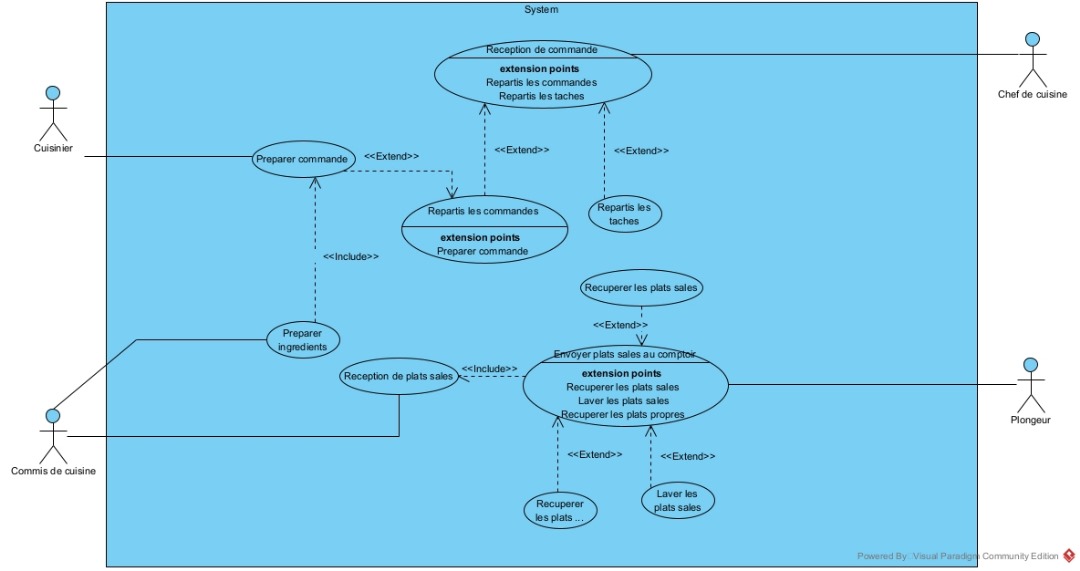 System
Reception de commande
extension points
Repartis les commandes
Repartis les taches
Chef de cuisine
Cuisinier
Preparer commande
<<Extend>>
<<Extend>>
<<Extend>>
Repartis les commandes
extension points
Preparer commande
Repartis les
taches
<<Include>>
Recuperer les plats sales
<<Extend>>
Preparer
ingredients
Reception de plats sales
<<Include>>
Envoyer plats sales au comptoir
extension points
Recuperer les plats sales
Laver les plats sales
Recuperer les plats propres
Plongeur
Commis de cuisine
<<Extend>>
<<Extend>>
Recuperer
les plats ...
Laver les
plats sales
Powered By: Visual Paradigm Community Edition